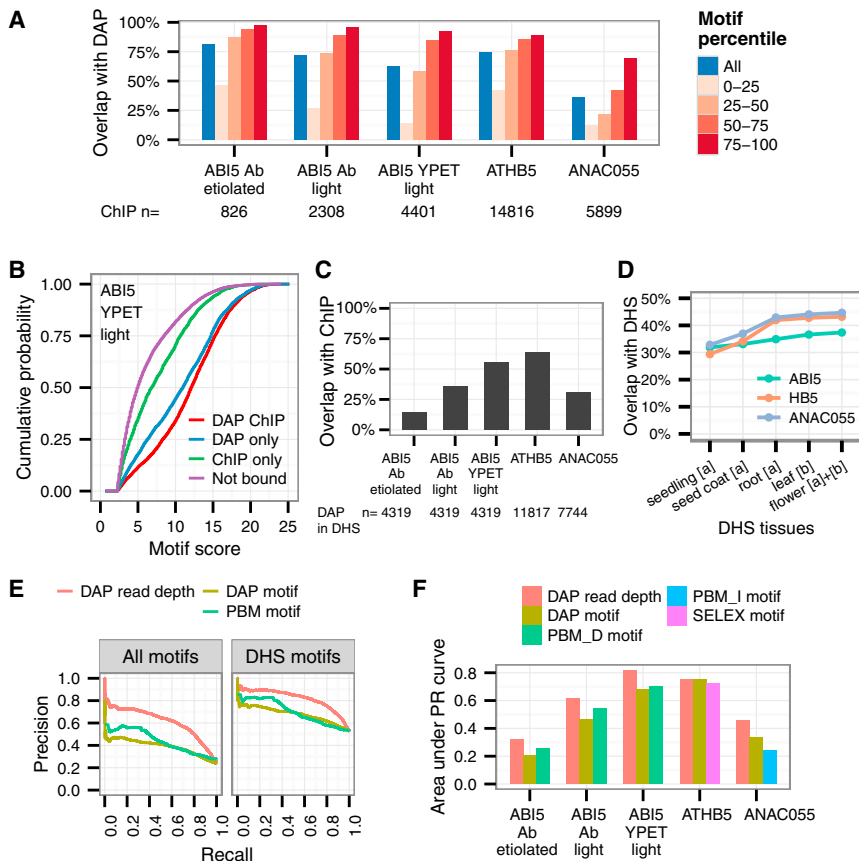 A
Overlap with DAP
100%
75%
50%
25%
0%
ABI5 Ab etiolated
ABI5 Ab light
ABI5 YPET light
ATHB5
ANAC055
ChIP n= 826 2308 4401 14816 5899
Motif percentile
All
0−25
25−50
50−75
75−100
B
Cumulative probability
1.00
0.75
0.50
0.25
0.00
ABI5
YPET
light
DAP ChIP
DAP only
ChIP only
Not bound
0 5 10 15 20 25
Motif score
C
Overlap with ChIP
100%
75%
50%
25%
0%
ABI5 Ab etiolated
ABI5 Ab light
ABI5 YPET light
ATHB5
ANAC055
DAP in DHS
n= 4319 4319 4319 11817 7744
D
Overlap with DHS
50%
40%
30%
20%
10%
0%
ABI5
HB5
ANAC055
seedling [a]
seed coat [a]
root [a]
leaf [b]
flower [a]+[b]
DHS tissues
E
DAP read depth
DAP motif
PBM motif
All motifs
DHS motifs
Precision
1.0
0.8
0.6
0.4
0.2
0.0
0.0 0.2 0.4 0.6 0.8 1.0
0.0 0.2 0.4 0.6 0.8 1.0
Recall
F
DAP read depth
DAP motif
PBM_D motif
PBM_I motif
SELEX motif
Area under PR curve
0.8
0.6
0.4
0.2
0.0
ABI5 Ab etiolated
ABI5 Ab light
ABI5 YPET light
ATHB5
ANAC055